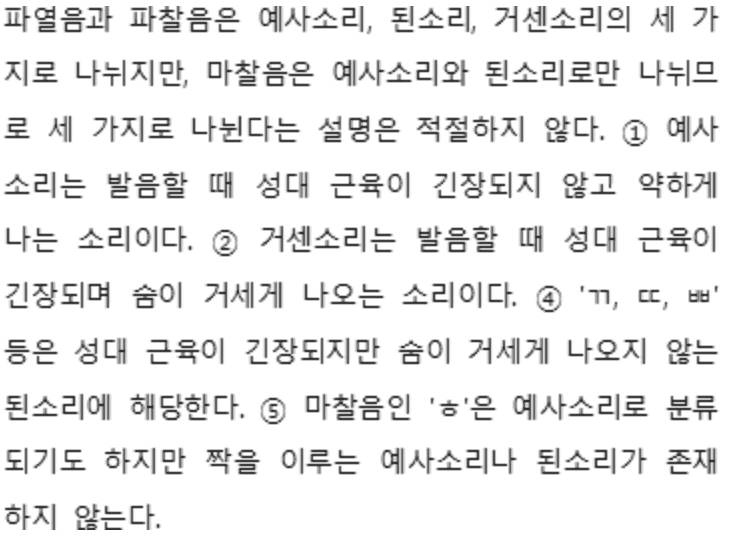 파열음과 파찰음은 예사소리, 된소리, 거센소리의 세 가
지로 나뉘지만, 마찰음은 예사소리와 된소리로만 나뉘므
로 세 가지로 나뉜다는 설명은 적절하지 않다. ① 예사
소리는 발음할 때 성대 근육이 긴장되지 않고 약하게
나는 소리이다. ② 거센소리는 발음할 때 성대 근육이
긴장되며 숨이 거세게 나오는 소리이다. ④ 'ㄲ, ㄸ, ㅃ'
등은 성대 근육이 긴장되지만 숨이 거세게 나오지 않는
된소리에 해당한다. ⑤ 마찰음인 'ㅎ'은 예사소리로 분류
되기도 하지만 짝을 이루는 예사소리나 된소리가 존재
하지 않는다.